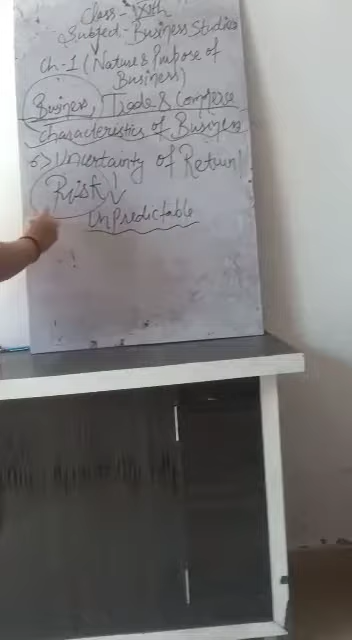 Class-XIth
Subject-Business Studies
Ch-1 (Nature & Purpose of
Business)
Business, Trade & Commerce
Characteristics of Business
6> Uncertainty of Return!
Risk!
UnPredictable